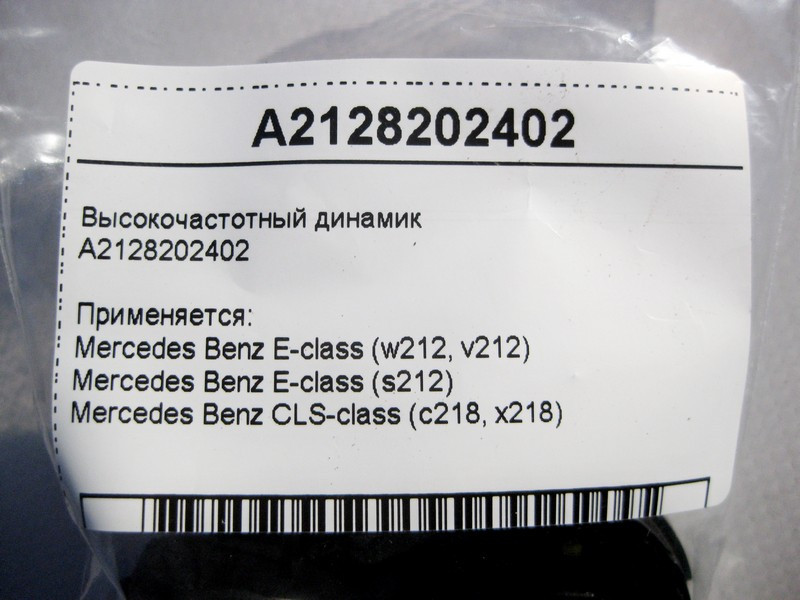 A2128202402
Высокочастотный динамик
A2128202402
Применяется:
Mercedes Benz E-class (w212, v212)
Mercedes Benz E-class (s212)
Mercedes Benz CLS-class (c218, x218)